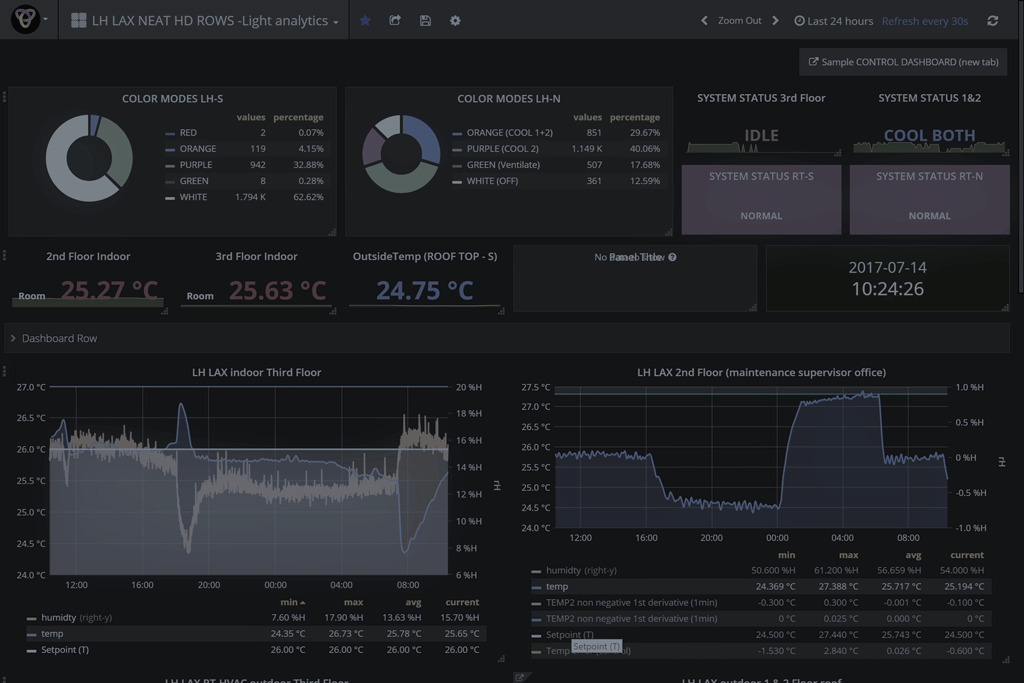 LH LAX NEAT HD ROWS -Light analytics
Zoom Out
Last 24 hours Refresh every 30s
Sample CONTROL DASHBOARD (new tab)
COLOR MODES LH-S
values percentage
RED 2 0.07%
ORANGE 119 4.15%
PURPLE 942 32.88%
GREEN 8 0.28%
WHITE 1.794 K 62.62%
COLOR MODES LH-N
values percentage
ORANGE (COOL 1+2) 851 29.67%
PURPLE (COOL 2) 1.149 K 40.06%
GREEN (Ventilate) 507 17.68%
WHITE (OFF) 361 12.59%
SYSTEM STATUS 3rd Floor
IDLE
SYSTEM STATUS 1&2
COOL BOTH
SYSTEM STATUS RT-S
NORMAL
SYSTEM STATUS RT-N
NORMAL
2nd Floor Indoor
Room 25.27 °C
3rd Floor Indoor
Room 25.63 °C
OutsideTemp (ROOF TOP - S)
24.75 °C
No Panel Title
2017-07-14
10:24:26
Dashboard Row
LH LAX indoor Third Floor
27.0 °C
26.5 °C
26.0 °C
25.5 °C
25.0 °C
24.5 °C
24.0 °C
20 %H
18 %H
16 %H
14 %H
12 %H
10 %H
8 %H
6 %H
RH
12:00 16:00 20:00 00:00 04:00 08:00
min max avg current
humidty (right-y) 7.60 %H 17.90 %H 13.63 %H 15.70 %H
temp 24.35 °C 26.73 °C 25.78 °C 25.65 °C
Setpoint (T) 26.00 °C 26.00 °C 26.00 °C 26.00 °C
LH LAX 2nd Floor (maintenance supervisor office)
27.5 °C
27.0 °C
26.5 °C
26.0 °C
25.5 °C
25.0 °C
24.5 °C
24.0 °C
1.0 %H
0.5 %H
0 %H
-0.5 %H
-1.0 %H
RH
12:00 16:00 20:00 00:00 04:00 08:00
min max avg current
humidity (right-y) 50.600 %H 61.200 %H 56.659 %H 54.000 %H
temp 24.369 °C 27.388 °C 25.717 °C 25.194 °C
TEMP2 non negative 1st derivative (1min) -0.300 °C 0.300 °C -0.001 °C -0.100 °C
TEMP2 non negative 1st derivative (1min) 0 °C 0.025 °C 0.000 °C 0 °C
Setpoint (T) 24.500 °C 27.440 °C 25.743 °C 24.500 °C
Setpoint (T)
Temp -1.530 °C 2.840 °C 0.026 °C -0.600 °C
LH LAX RT HVAC outdoor Third Floor
LH LAX outdoor 1 & 2 Floor roof